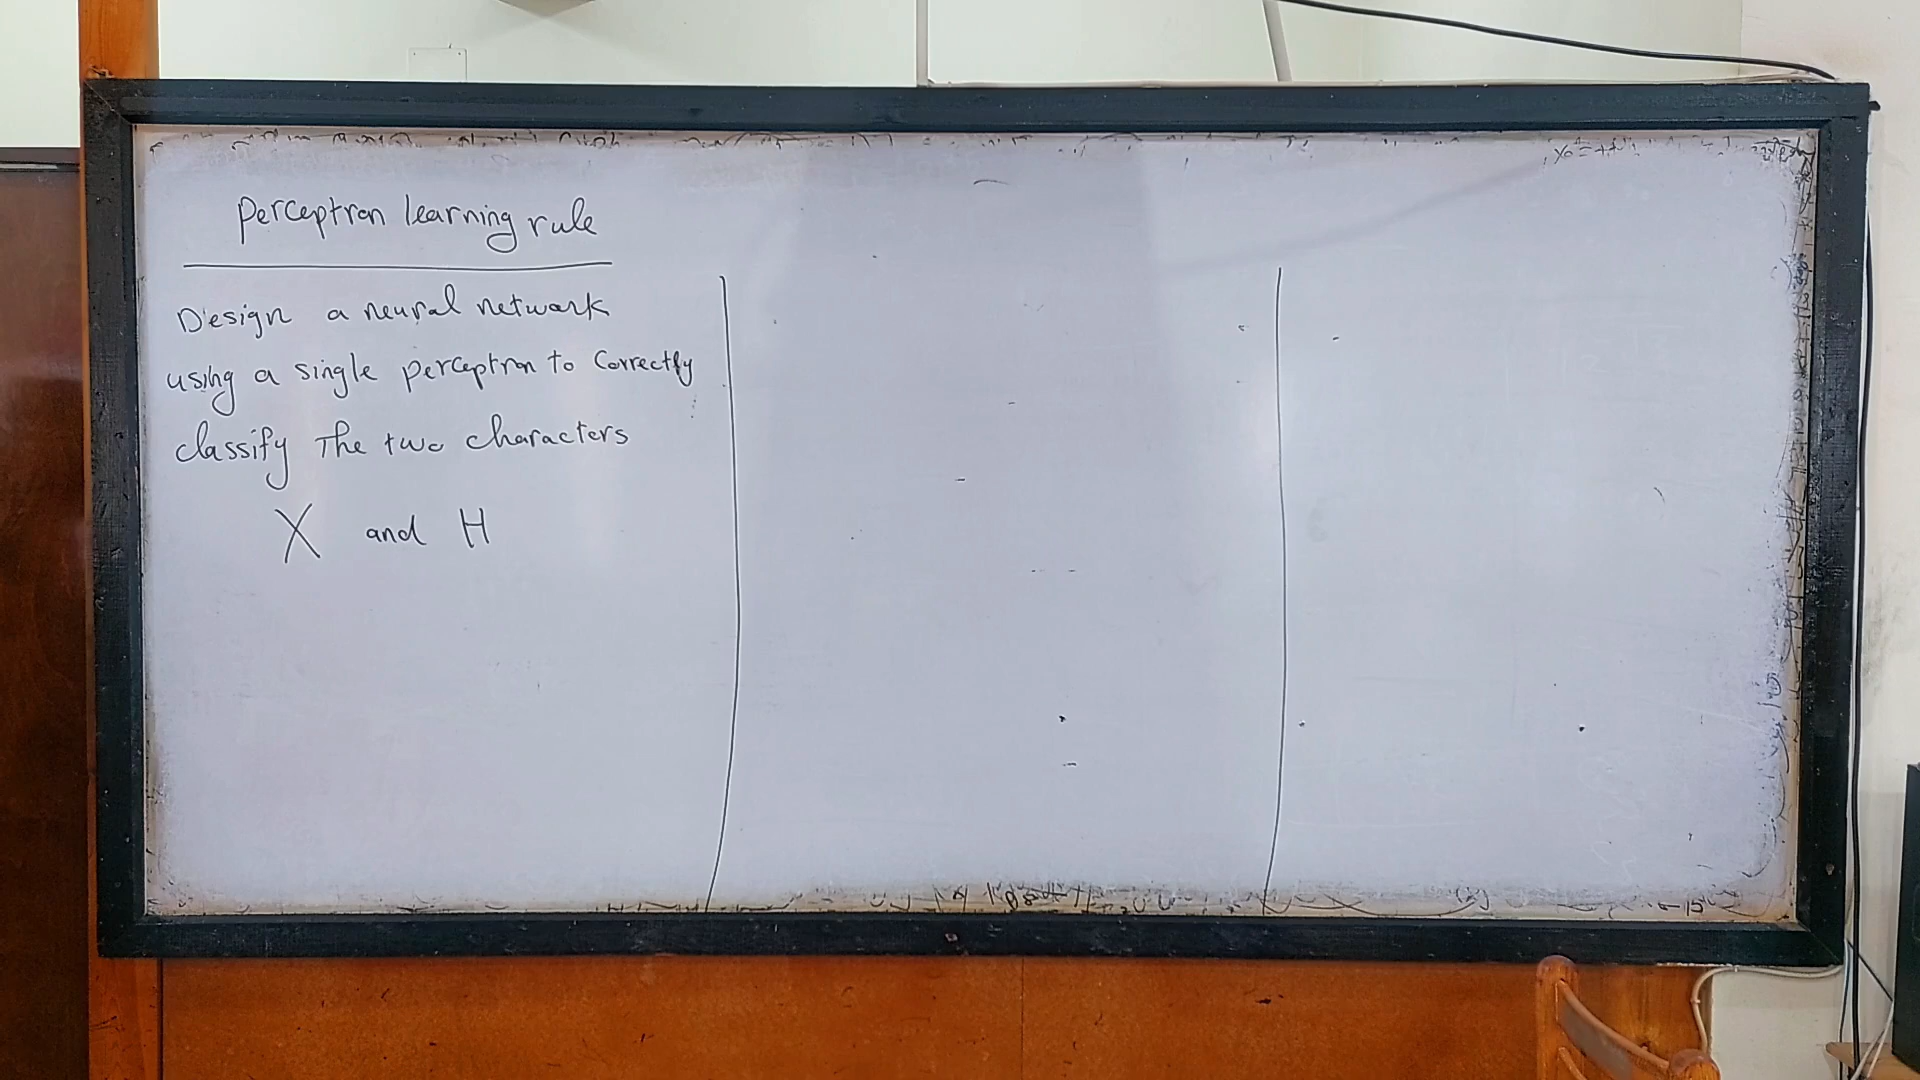 perceptron learning rule
Design a neural network
using a single perceptron to correctly
classify The two characters
X and H